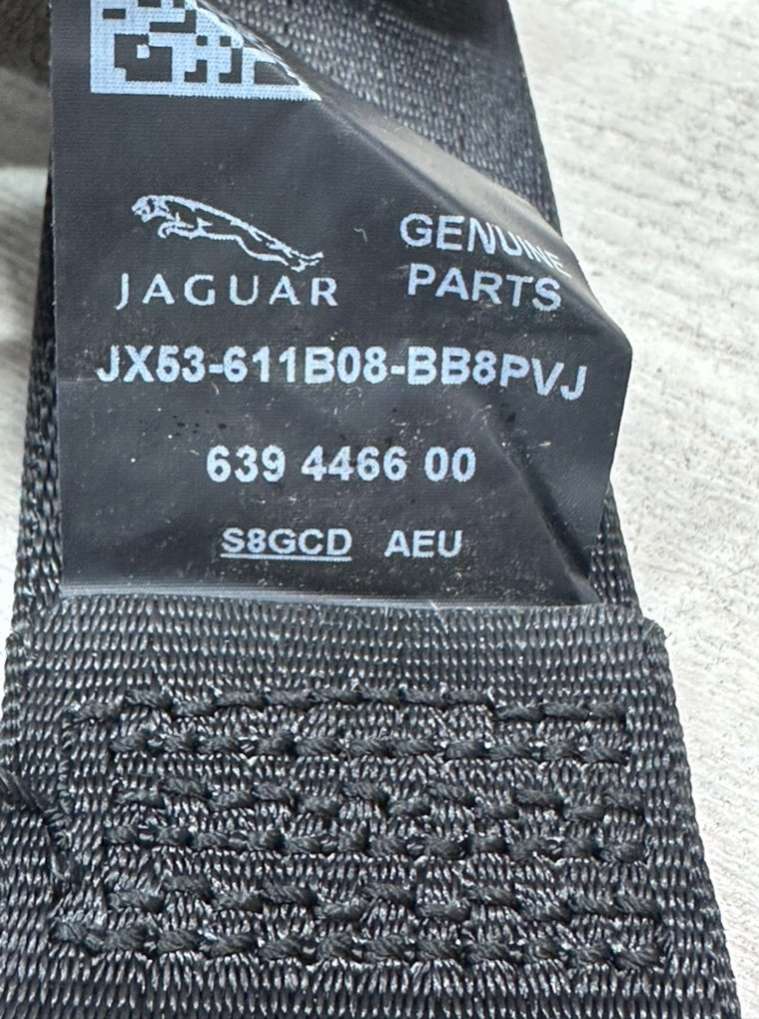 GENUINE
JAGUAR PARTS
JX53-611B08-BB8PVJ
639 4466 00
S8GCD AEU